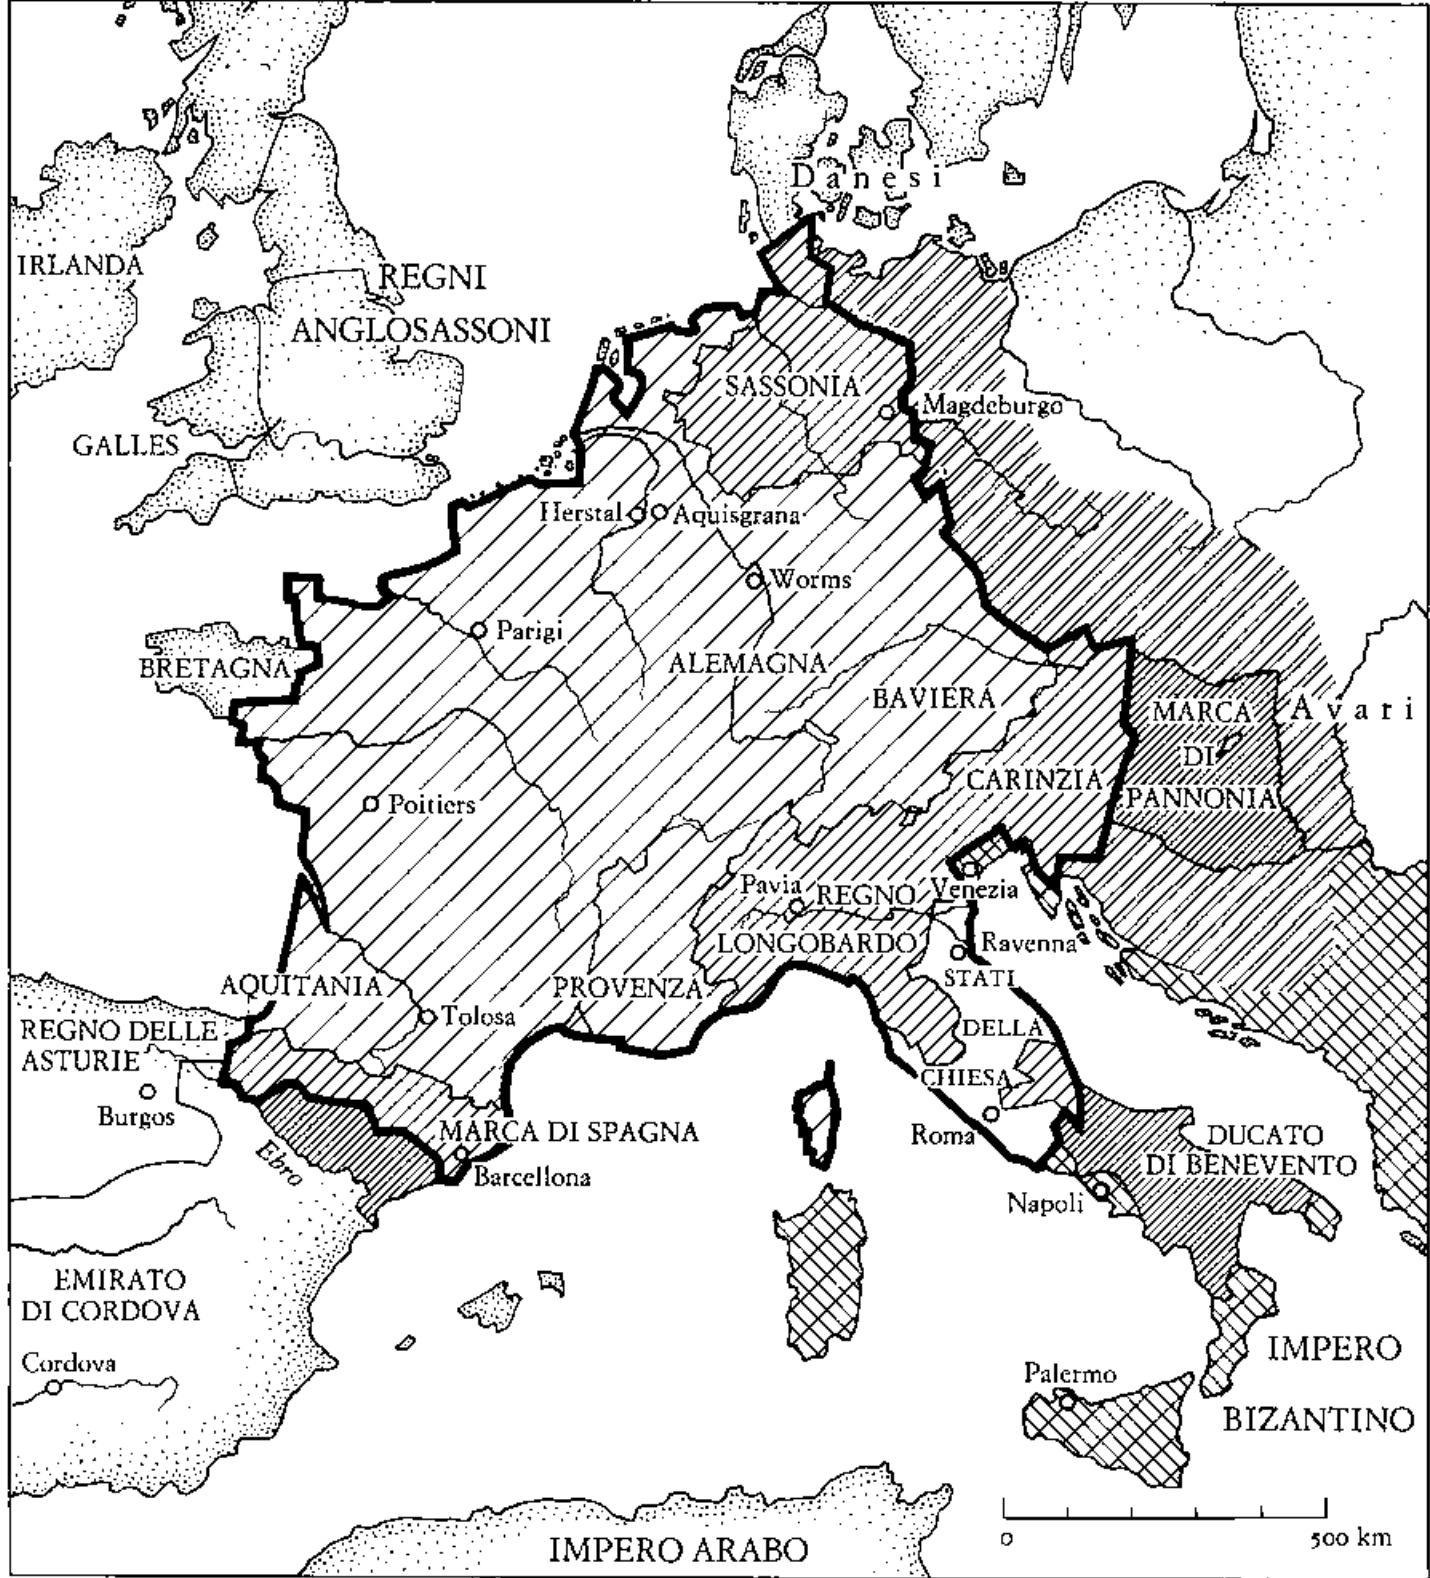 Danesi
IRLANDA
REGNI
ANGLOSASSONI
SASSONIA
Magdeburgo
GALLES
Herstal
Aquisgrana
Worms
Parigi
BRETAGNA
ALEMAGNA
BAVIERA
MARCA
DI
PANNONIA
Avari
CARINZIA
Poitiers
Pavia
REGNO
LONGOBARDO
Venezia
Ravenna
STATI
DELLA
CHIESA
AQUITANIA
PROVENZA
Tolosa
REGNO DELLE
ASTURIE
Burgos
Ebro
MARCA DI SPAGNA
Barcellona
Roma
DUCATO
DI BENEVENTO
Napoli
EMIRATO
DI CORDOVA
Cordova
Palermo
IMPERO
BIZANTINO
IMPERO ARABO
0
500 km